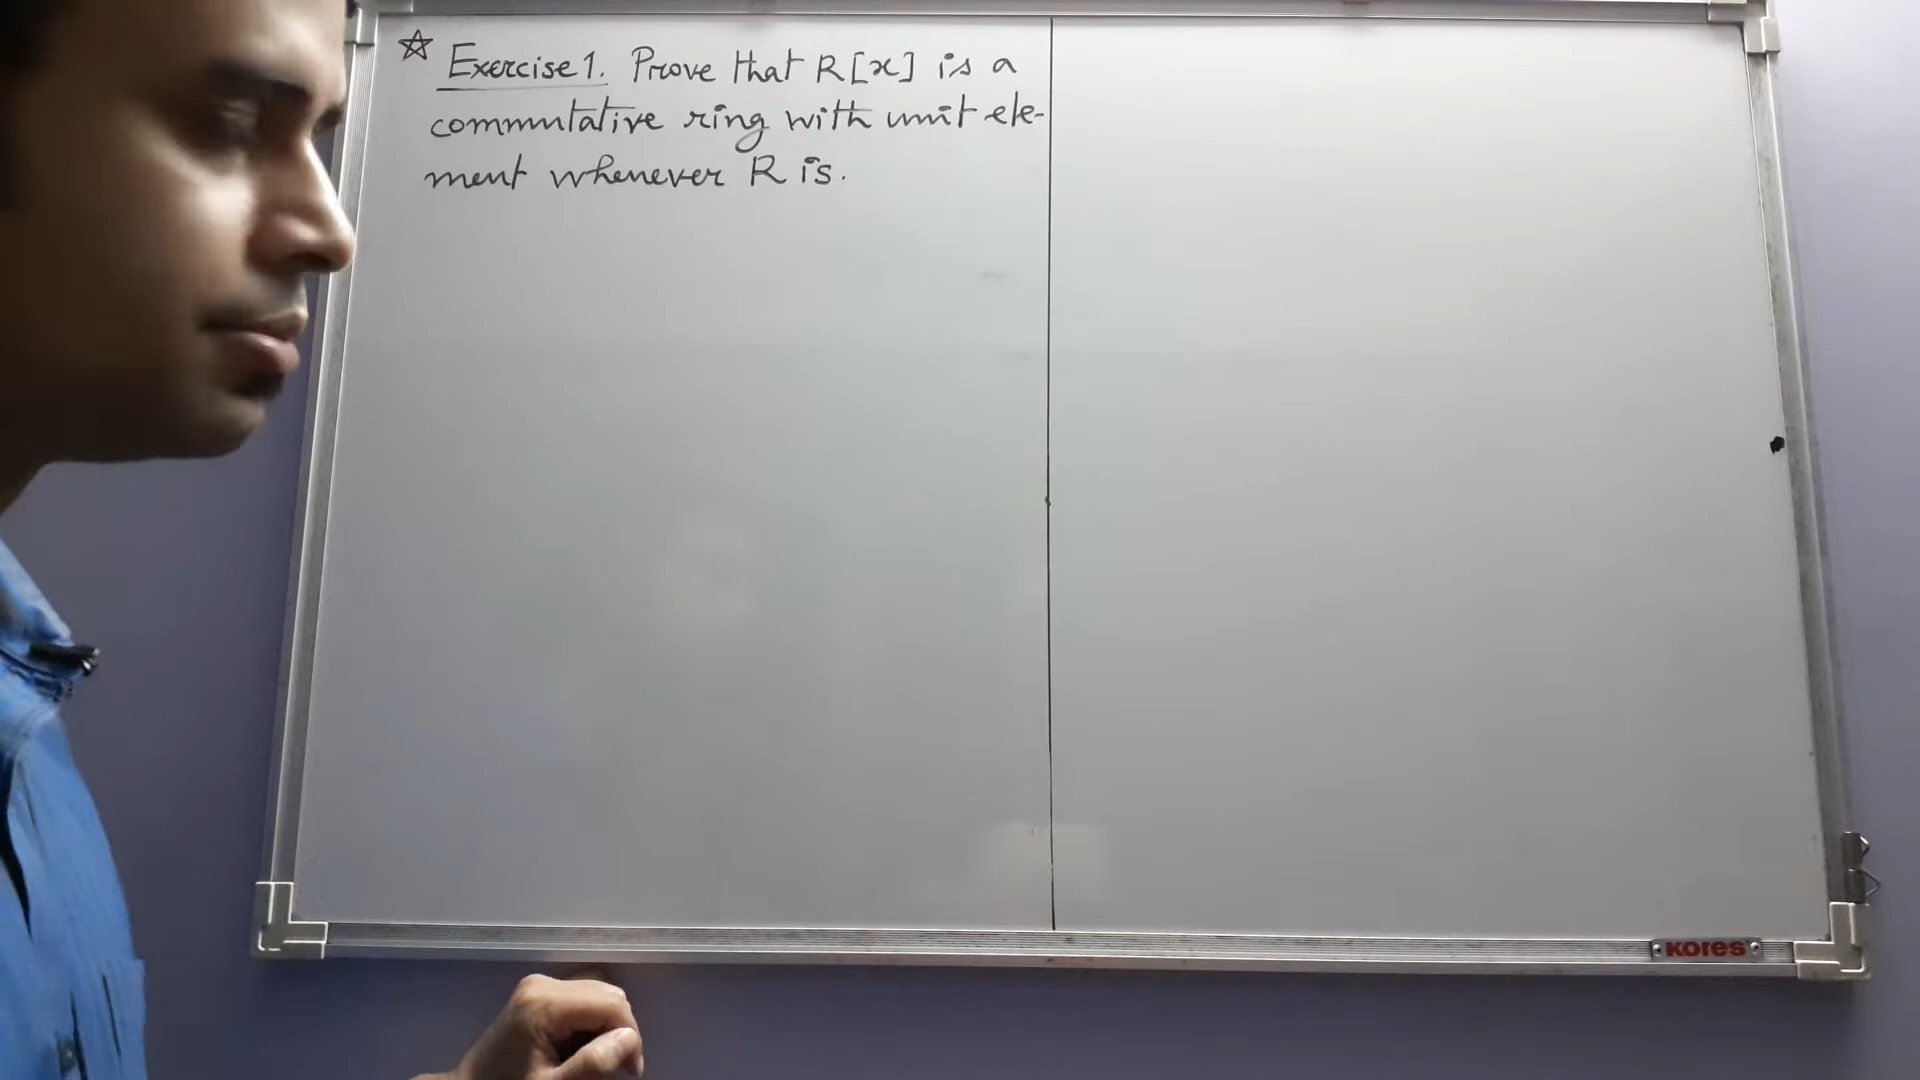 ☆ Exercise 1. Prove that R[x] is a
commutative ring with unit ele-
ment whenever R is.
Kores